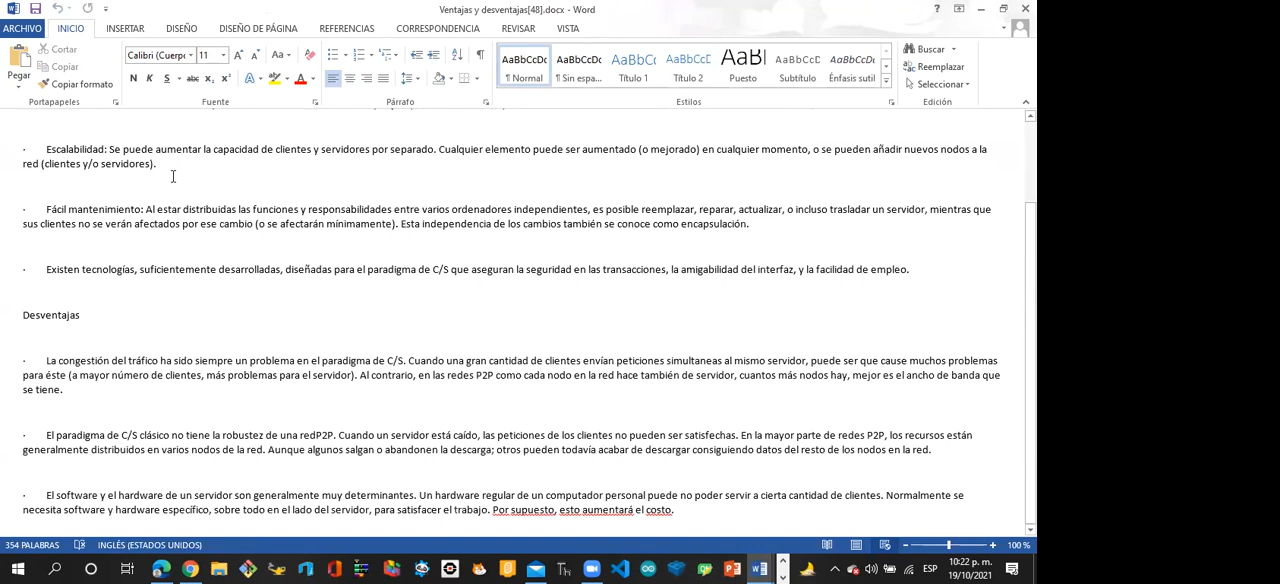 Ventajas y desventajas[48].docx - Word
ARCHIVO INICIO INSERTAR DISEÑO DISEÑO DE PÁGINA REFERENCIAS CORRESPONDENCIA REVISAR VISTA
Pegar
Cortar
Copiar
Copiar formato
Portapapeles
Calibri (Cuerpo 11
N K S abc X₂ X²
Fuente
Párrafo
AaBbCcDc AaBbCcDc AaBbC( AaBbCcC AaB AaBbCcC AaBbCcDc
¶ Normal ¶ Sin espa... Título 1 Título 2 Puesto Subtítulo Énfasis sutil
Estilos
Buscar
Reemplazar
Seleccionar
Edición
· Escalabilidad: Se puede aumentar la capacidad de clientes y servidores por separado. Cualquier elemento puede ser aumentado (o mejorado) en cualquier momento, o se pueden añadir nuevos nodos a la
red (clientes y/o servidores).
· Fácil mantenimiento: Al estar distribuidas las funciones y responsabilidades entre varios ordenadores independientes, es posible reemplazar, reparar, actualizar, o incluso trasladar un servidor, mientras que
sus clientes no se verán afectados por ese cambio (o se afectarán mínimamente). Esta independencia de los cambios también se conoce como encapsulación.
· Existen tecnologías, suficientemente desarrolladas, diseñadas para el paradigma de C/S que aseguran la seguridad en las transacciones, la amigabilidad del interfaz, y la facilidad de empleo.
Desventajas
· La congestión del tráfico ha sido siempre un problema en el paradigma de C/S. Cuando una gran cantidad de clientes envían peticiones simultaneas al mismo servidor, puede ser que cause muchos problemas
para éste (a mayor número de clientes, más problemas para el servidor). Al contrario, en las redes P2P como cada nodo en la red hace también de servidor, cuantos más nodos hay, mejor es el ancho de banda que
se tiene.
· El paradigma de C/S clásico no tiene la robustez de una redP2P. Cuando un servidor está caído, las peticiones de los clientes no pueden ser satisfechas. En la mayor parte de redes P2P, los recursos están
generalmente distribuidos en varios nodos de la red. Aunque algunos salgan o abandonen la descarga; otros pueden todavía acabar de descargar consiguiendo datos del resto de los nodos en la red.
· El software y el hardware de un servidor son generalmente muy determinantes. Un hardware regular de un computador personal puede no poder servir a cierta cantidad de clientes. Normalmente se
necesita software y hardware específico, sobre todo en el lado del servidor, para satisfacer el trabajo. Por supuesto, esto aumentará el costo.
354 PALABRAS INGLÉS (ESTADOS UNIDOS) 100 %
ESP
10:22 p. m.
19/10/2021